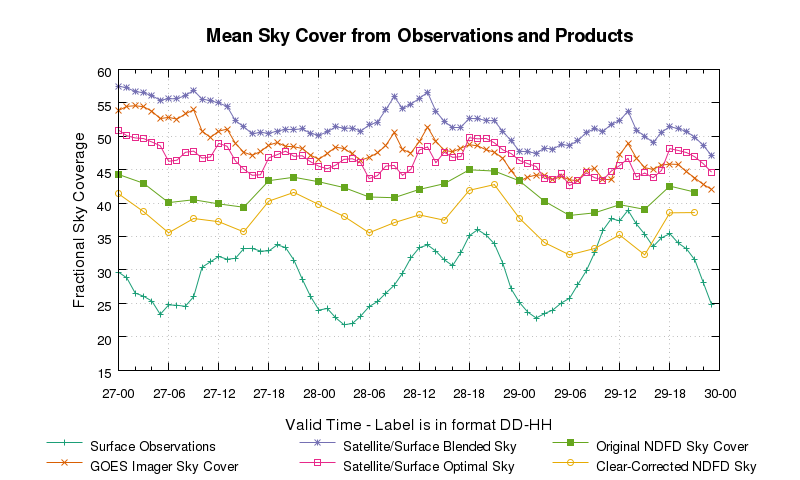 Mean Sky Cover from Observations and Products
Fractional Sky Coverage
60
55
50
45
40
35
30
25
20
15
27-00 27-06 27-12 27-18 28-00 28-06 28-12 28-18 29-00 29-06 29-12 29-18 30-00
Valid Time - Label is in format DD-HH
Surface Observations Satellite/Surface Blended Sky Original NDFD Sky Cover
GOES Imager Sky Cover Satellite/Surface Optimal Sky Clear-Corrected NDFD Sky